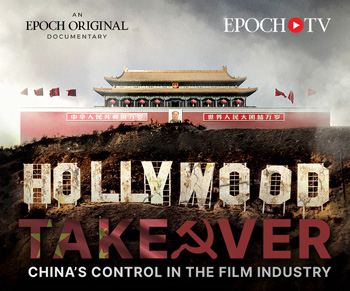 AN
EPOCH ORIGINAL
DOCUMENTARY
EPOCH TV
中华人民共和国万岁
世界人民大团结万岁
HOLLYWOOD
TAKEOVER
CHINA'S CONTROL IN THE FILM INDUSTRY